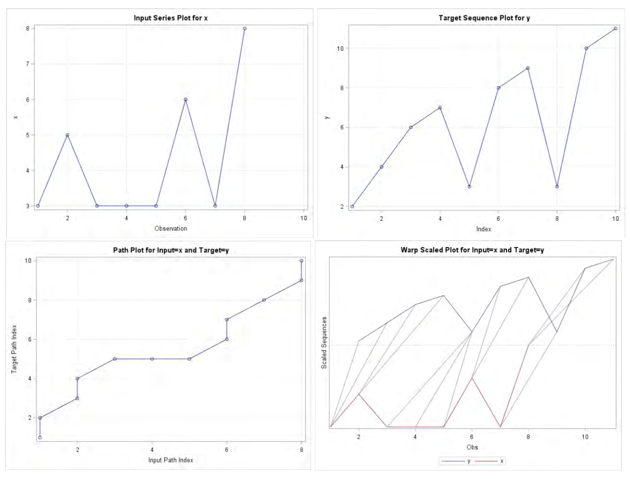 Input Series Plot for x
8
7
6
5
4
3
x
2
4
6
8
10
Observation
Target Sequence Plot for y
10
8
6
4
2
y
2
4
6
8
10
Index
Path Plot for Input=x and Target=y
10
8
6
4
2
Target Path Index
2
4
6
8
Input Path Index
Warp Scaled Plot for Input=x and Target=y
Scaled Sequences
2
4
6
8
10
Obs
y x